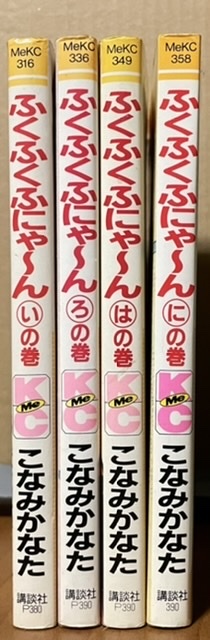 MeKC
316
ふくふくふにゃ〜ん
いの巻
KC
Me
こなみかなた
講談社
P380
MeKC
336
ふくふくふにゃ〜ん
ろの巻
KC
Me
こなみかなた
講談社
P390
MeKC
349
ふくふくふにゃ〜ん
はの巻
KC
Me
こなみかなた
講談社
390
MeKC
358
ふくふくふにゃ〜ん
にの巻
KC
Me
こなみかなた
講談社
390